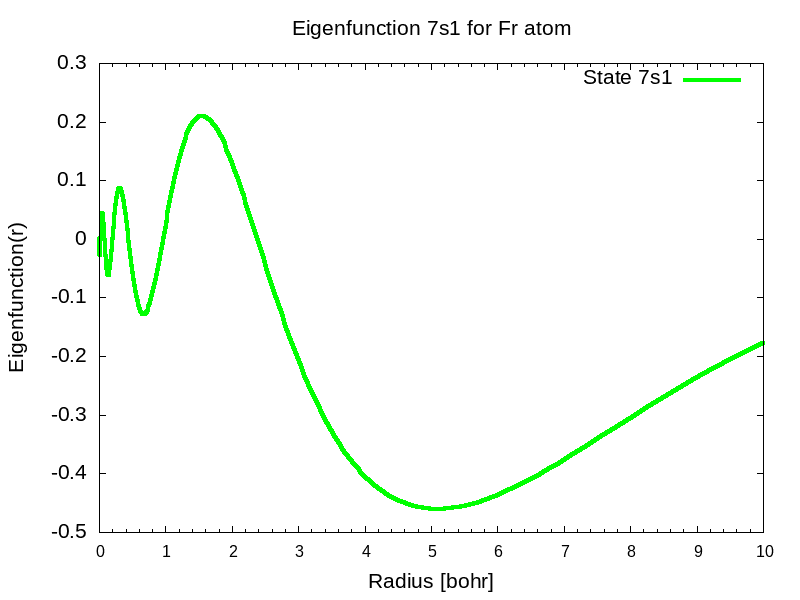 Eigenfunction 7s1 for Fr atom
State 7s1
0.3
0.2
0.1
0
-0.1
-0.2
-0.3
-0.4
-0.5
Eigenfunction(r)
0 1 2 3 4 5 6 7 8 9 10
Radius [bohr]